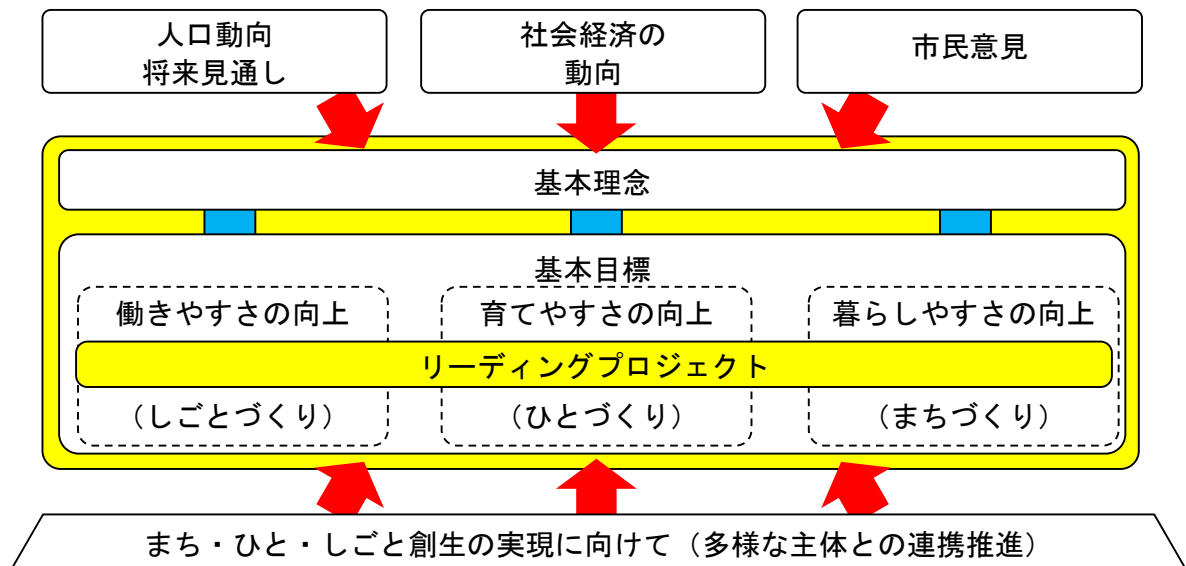 人口動向
将来見通し
社会経済の
動向
市民意見
基本理念
基本目標
働きやすさの向上
育てやすさの向上
暮らしやすさの向上
リーディングプロジェクト
（しごとづくり）
（ひとづくり）
（まちづくり）
まち・ひと・しごと創生の実現に向けて（多様な主体との連携推進）